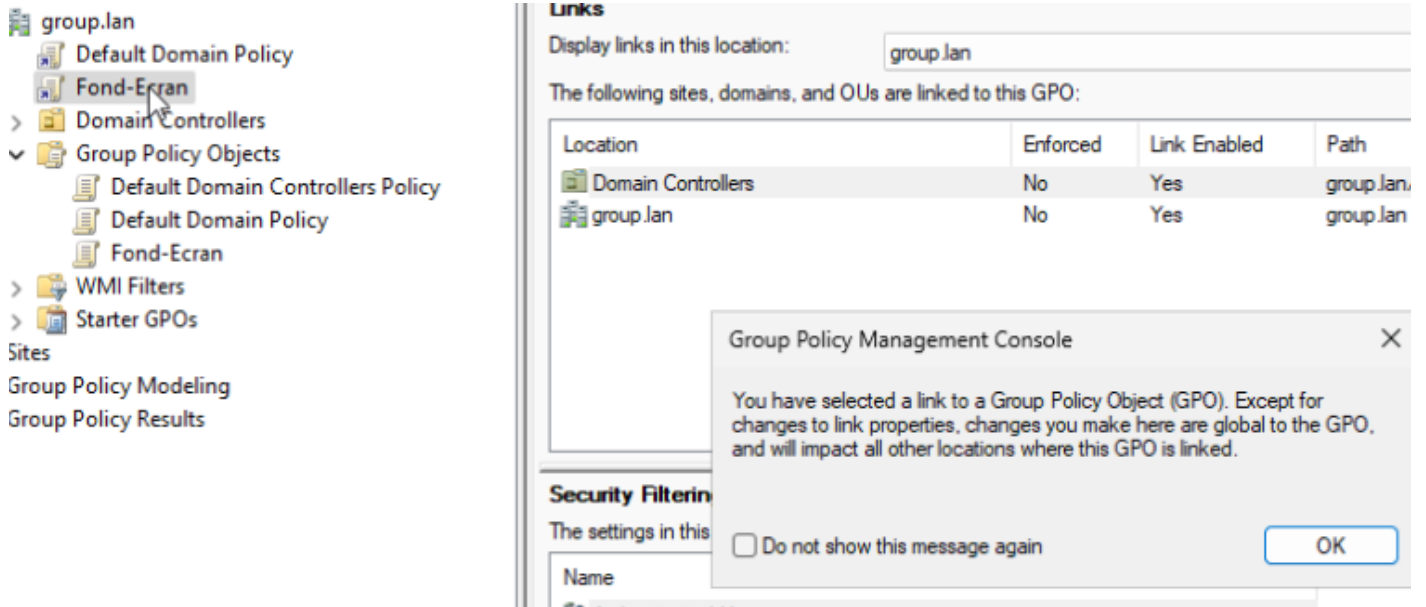 group.lan
Default Domain Policy
Fond-Ecran
Domain Controllers
Group Policy Objects
Default Domain Controllers Policy
Default Domain Policy
Fond-Ecran
WMI Filters
Starter GPOs
Sites
Group Policy Modeling
Group Policy Results
Links
Display links in this location: group.lan
The following sites, domains, and OUs are linked to this GPO:
Location Enforced Link Enabled Path
Domain Controllers No Yes group.lan
group.lan No Yes group.lan
Group Policy Management Console
You have selected a link to a Group Policy Object (GPO). Except for
changes to link properties, changes you make here are global to the GPO,
and will impact all other locations where this GPO is linked.
Do not show this message again OK
Security Filterin
The settings in this
Name